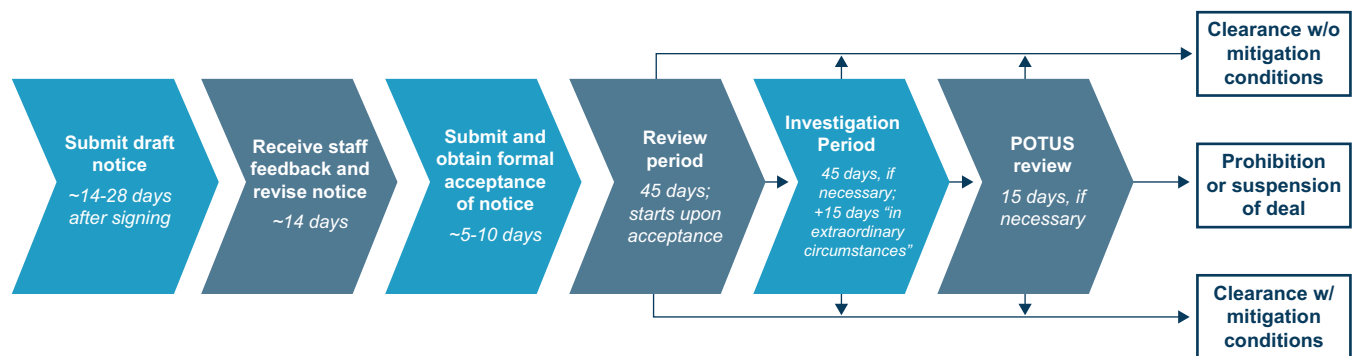 Submit draft
notice
~14-28 days
after signing
Receive staff
feedback and
revise notice
~14 days
Submit and
obtain formal
acceptance
of notice
~5-10 days
Review
period
45 days;
starts upon
acceptance
Investigation
Period
45 days, if
necessary;
+15 days “in
extraordinary
circumstances”
POTUS
review
15 days, if
necessary
Clearance w/o
mitigation
conditions
Prohibition
or suspension
of deal
Clearance w/
mitigation
conditions